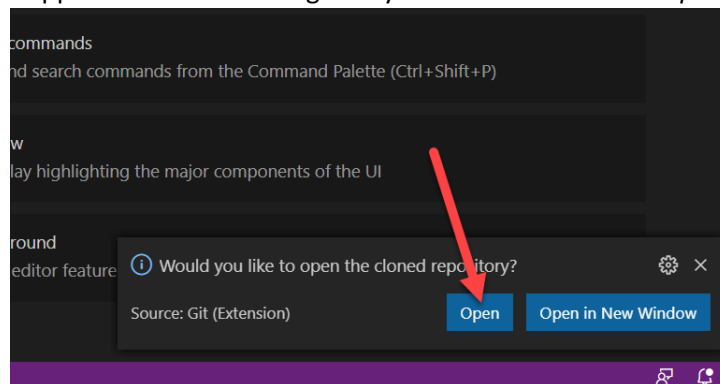 commands
nd search commands from the Command Palette (Ctrl+Shift+P)
w
lay highlighting the major components of the UI
round
editor feature
Would you like to open the cloned repository?
Source: Git (Extension)
Open
Open in New Window